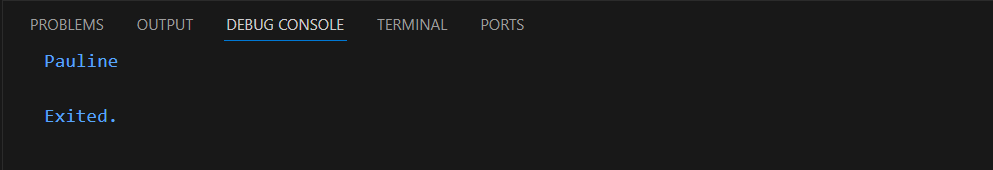 PROBLEMS OUTPUT DEBUG CONSOLE TERMINAL PORTS
Pauline
Exited.